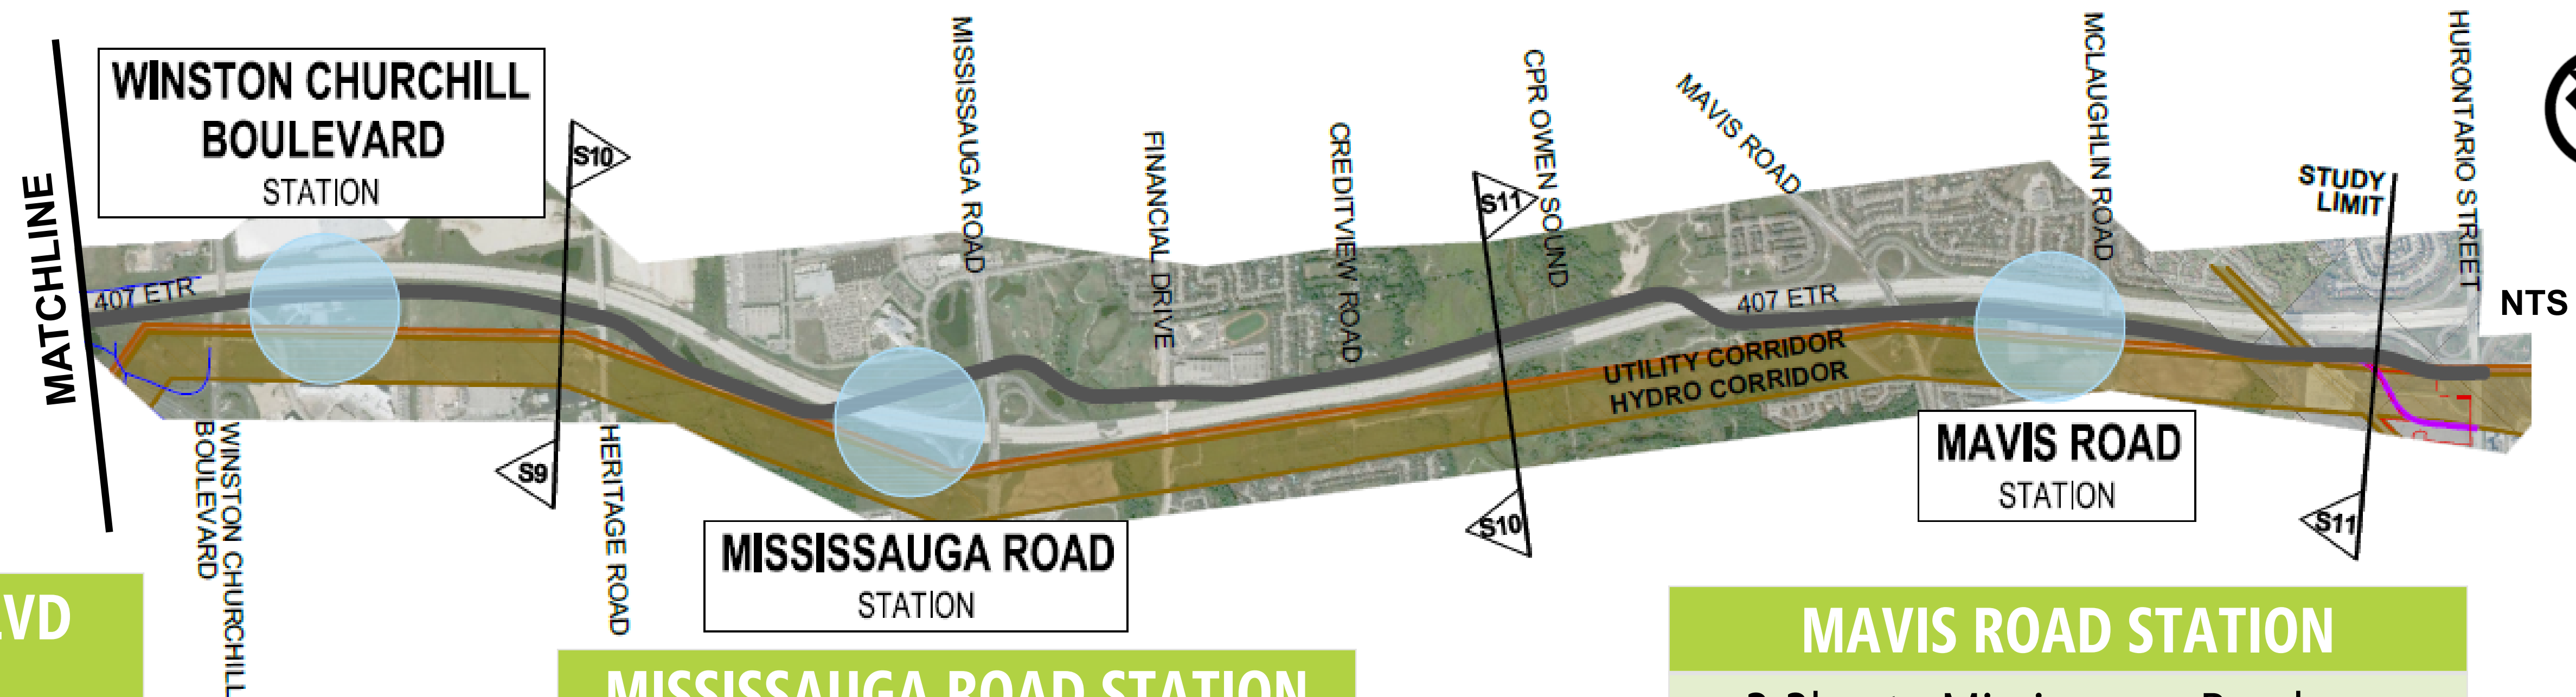 WINSTON CHURCHILL
BOULEVARD
STATION
MATCHLINE
407 ETR
WINSTON CHURCHILL
BOULEVARD
S10
S9
HERITAGE ROAD
MISSISSAUGA ROAD
FINANCIAL DRIVE
CREDITVIEW ROAD
CPR OWEN SOUND
S11
S10
MAVIS ROAD
407 ETR
UTILITY CORRIDOR
HYDRO CORRIDOR
MCLAUGHLIN ROAD
STUDY
LIMIT
HURONTARIO STREET
NTS
S11
MISSISSAUGA ROAD
STATION
MAVIS ROAD
STATION
LVD
MISSISSAUGA ROAD STATION
MAVIS ROAD STATION